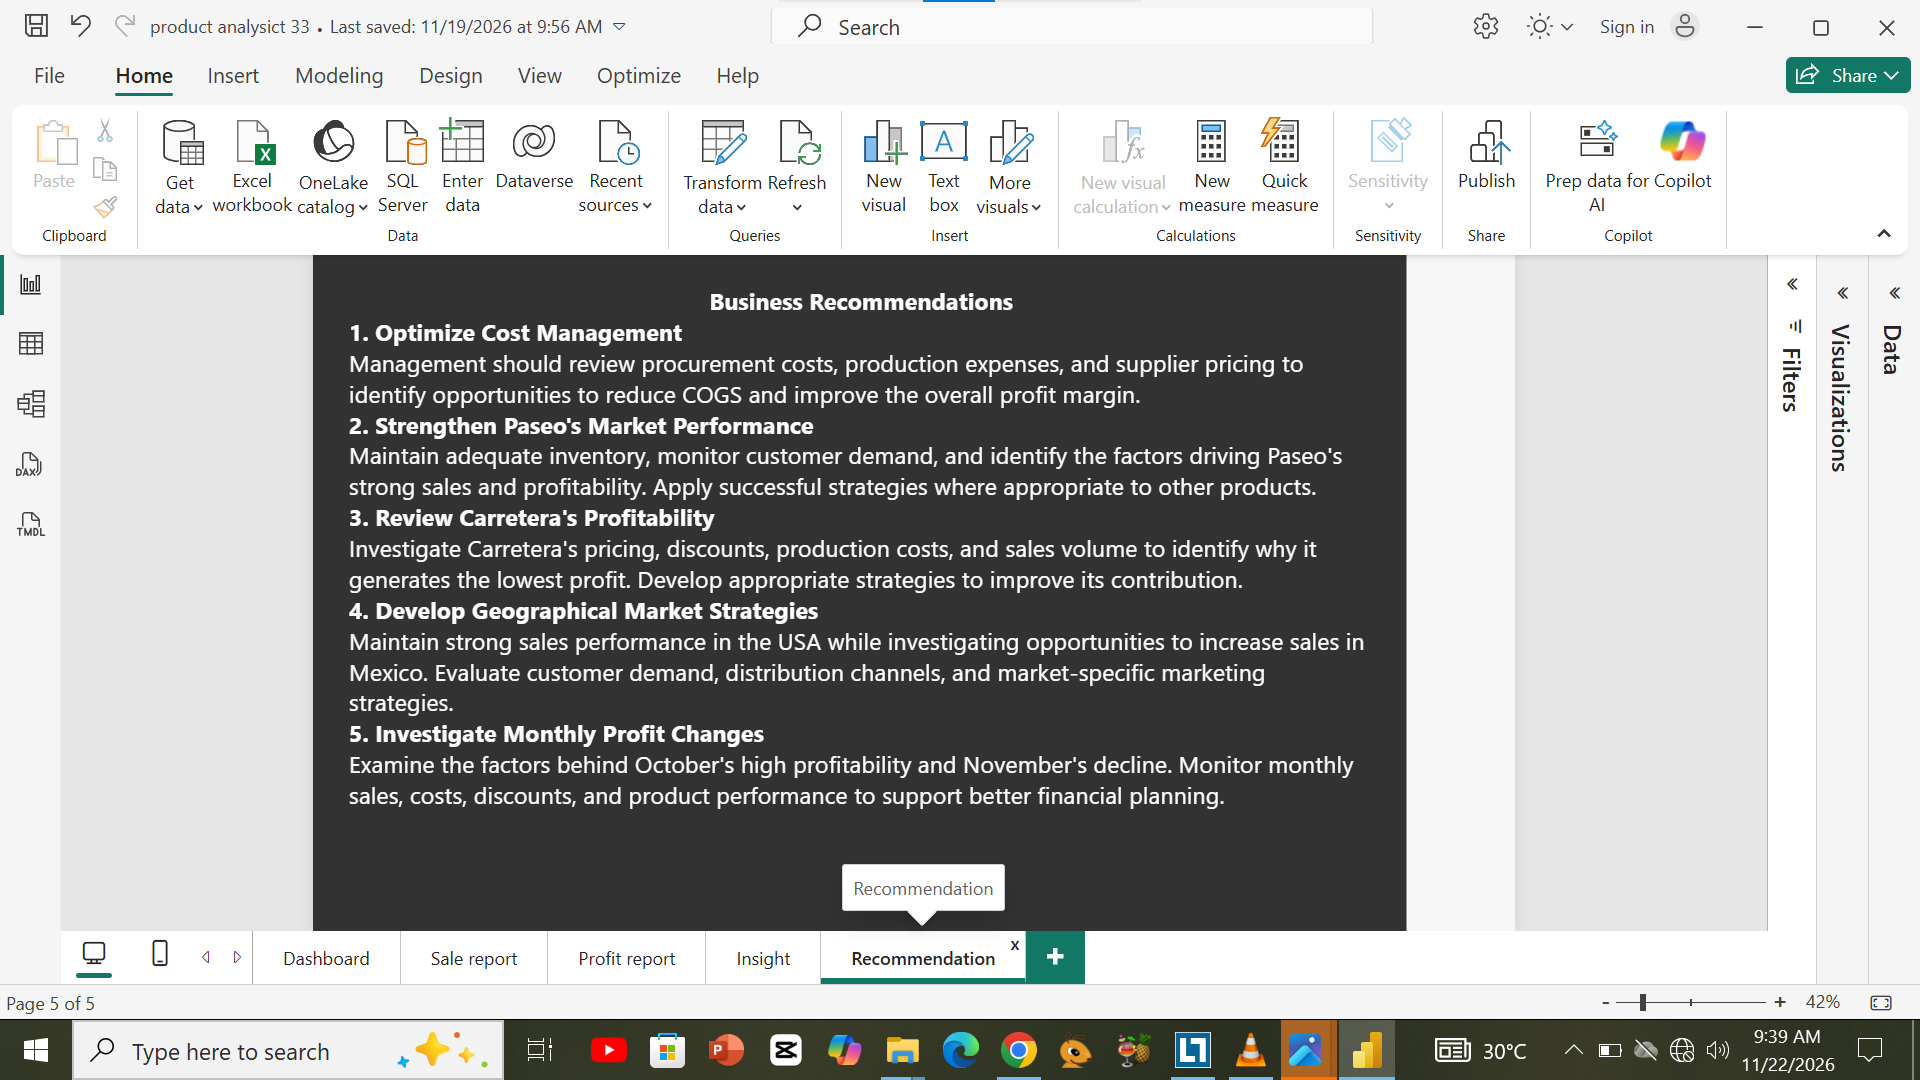 product analysict 33 • Last saved: 11/19/2026 at 9:56 AM
Search
Sign in
File Home Insert Modeling Design View Optimize Help
Share
Paste
Get data
Excel workbook
OneLake catalog
SQL Server
Enter data
Dataverse
Recent sources
Transform data
Refresh
New visual
Text box
More visuals
New visual calculation
New measure
Quick measure
Sensitivity
Publish
Prep data for AI
Copilot
Clipboard
Data
Queries
Insert
Calculations
Sensitivity
Share
Copilot
DAX
TMDL
Business Recommendations
1. Optimize Cost Management
Management should review procurement costs, production expenses, and supplier pricing to
identify opportunities to reduce COGS and improve the overall profit margin.
2. Strengthen Paseo's Market Performance
Maintain adequate inventory, monitor customer demand, and identify the factors driving Paseo's
strong sales and profitability. Apply successful strategies where appropriate to other products.
3. Review Carretera's Profitability
Investigate Carretera's pricing, discounts, production costs, and sales volume to identify why it
generates the lowest profit. Develop appropriate strategies to improve its contribution.
4. Develop Geographical Market Strategies
Maintain strong sales performance in the USA while investigating opportunities to increase sales in
Mexico. Evaluate customer demand, distribution channels, and market-specific marketing
strategies.
5. Investigate Monthly Profit Changes
Examine the factors behind October's high profitability and November's decline. Monitor monthly
sales, costs, discounts, and product performance to support better financial planning.
Filters
Visualizations
Data
Recommendation
Dashboard
Sale report
Profit report
Insight
Recommendation
x
+
Page 5 of 5
- + 42%
Type here to search
30°C
9:39 AM
11/22/2026